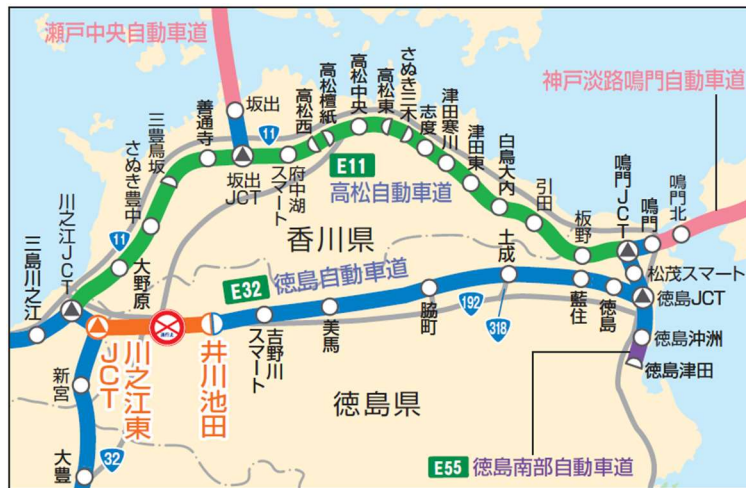 瀬戸中央自動車道
神戸淡路鳴門自動車道
三島川之江
川之江JCT
11
大野原
さぬき豊中
三豊鳥坂
善通寺
坂出
坂出JCT
11
府中湖スマート
高松西
高松檀紙
高松中央
高松東
さぬき三木
志度
津田寒川
津田東
白鳥大内
引田
板野
鳴門JCT
鳴門
鳴門北
E11
高松自動車道
香川県
E32
徳島自動車道
川之江東JCT
井川池田
吉野川スマート
美馬
脇町
192
土成
318
藍住
徳島
松茂スマート
徳島JCT
徳島沖洲
徳島津田
新宮
大豊
32
徳島県
E55
徳島南部自動車道